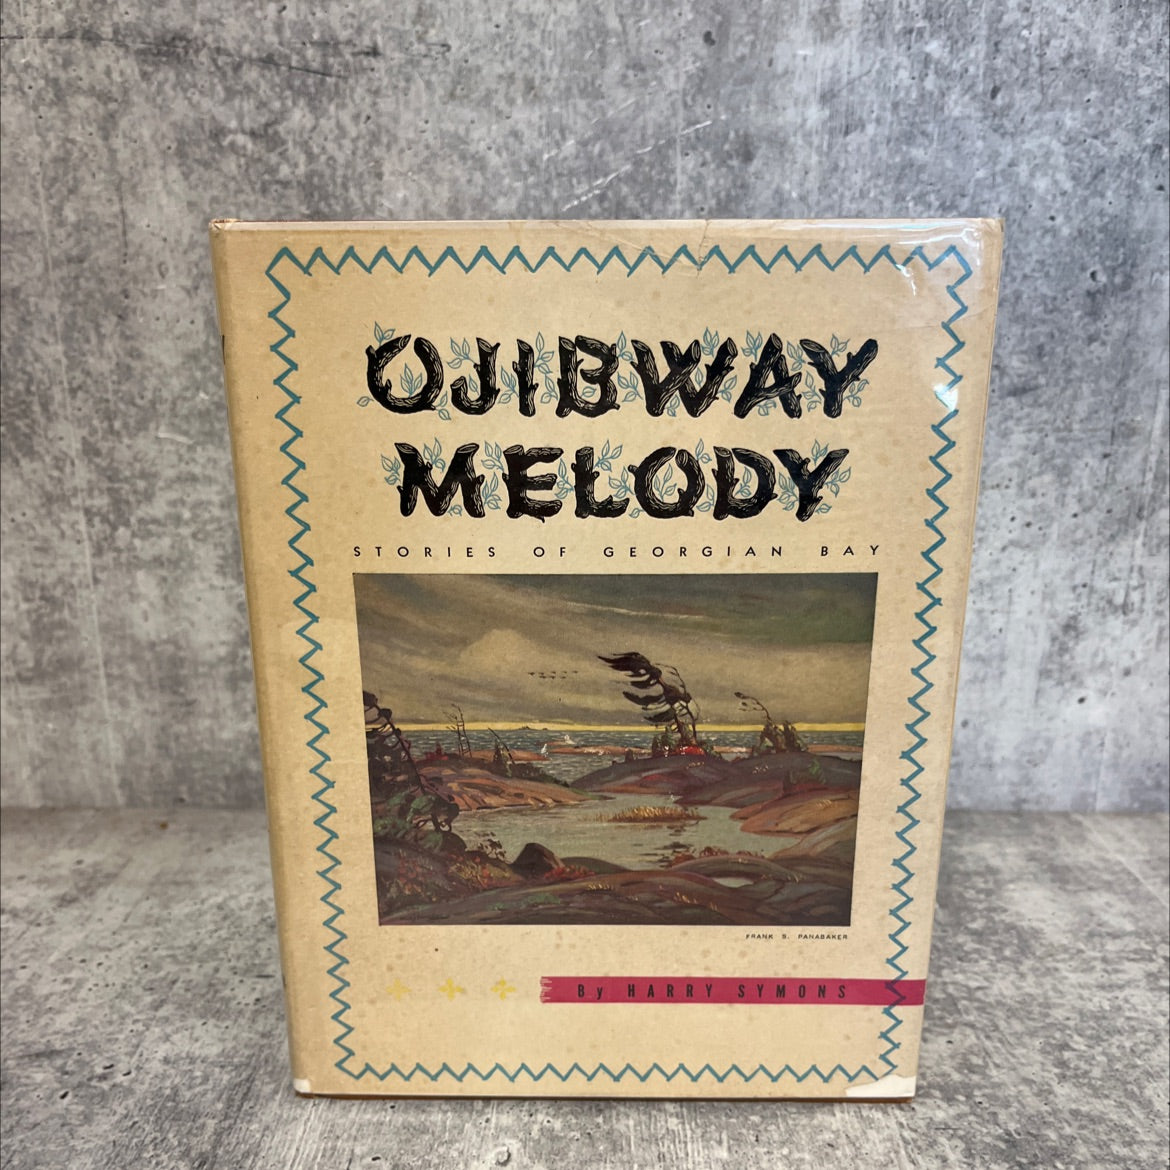 OJIBWAY
MELODY
STORIES OF GEORGIAN BAY
FRANK S. PANABAKER
By HARRY SYMONS